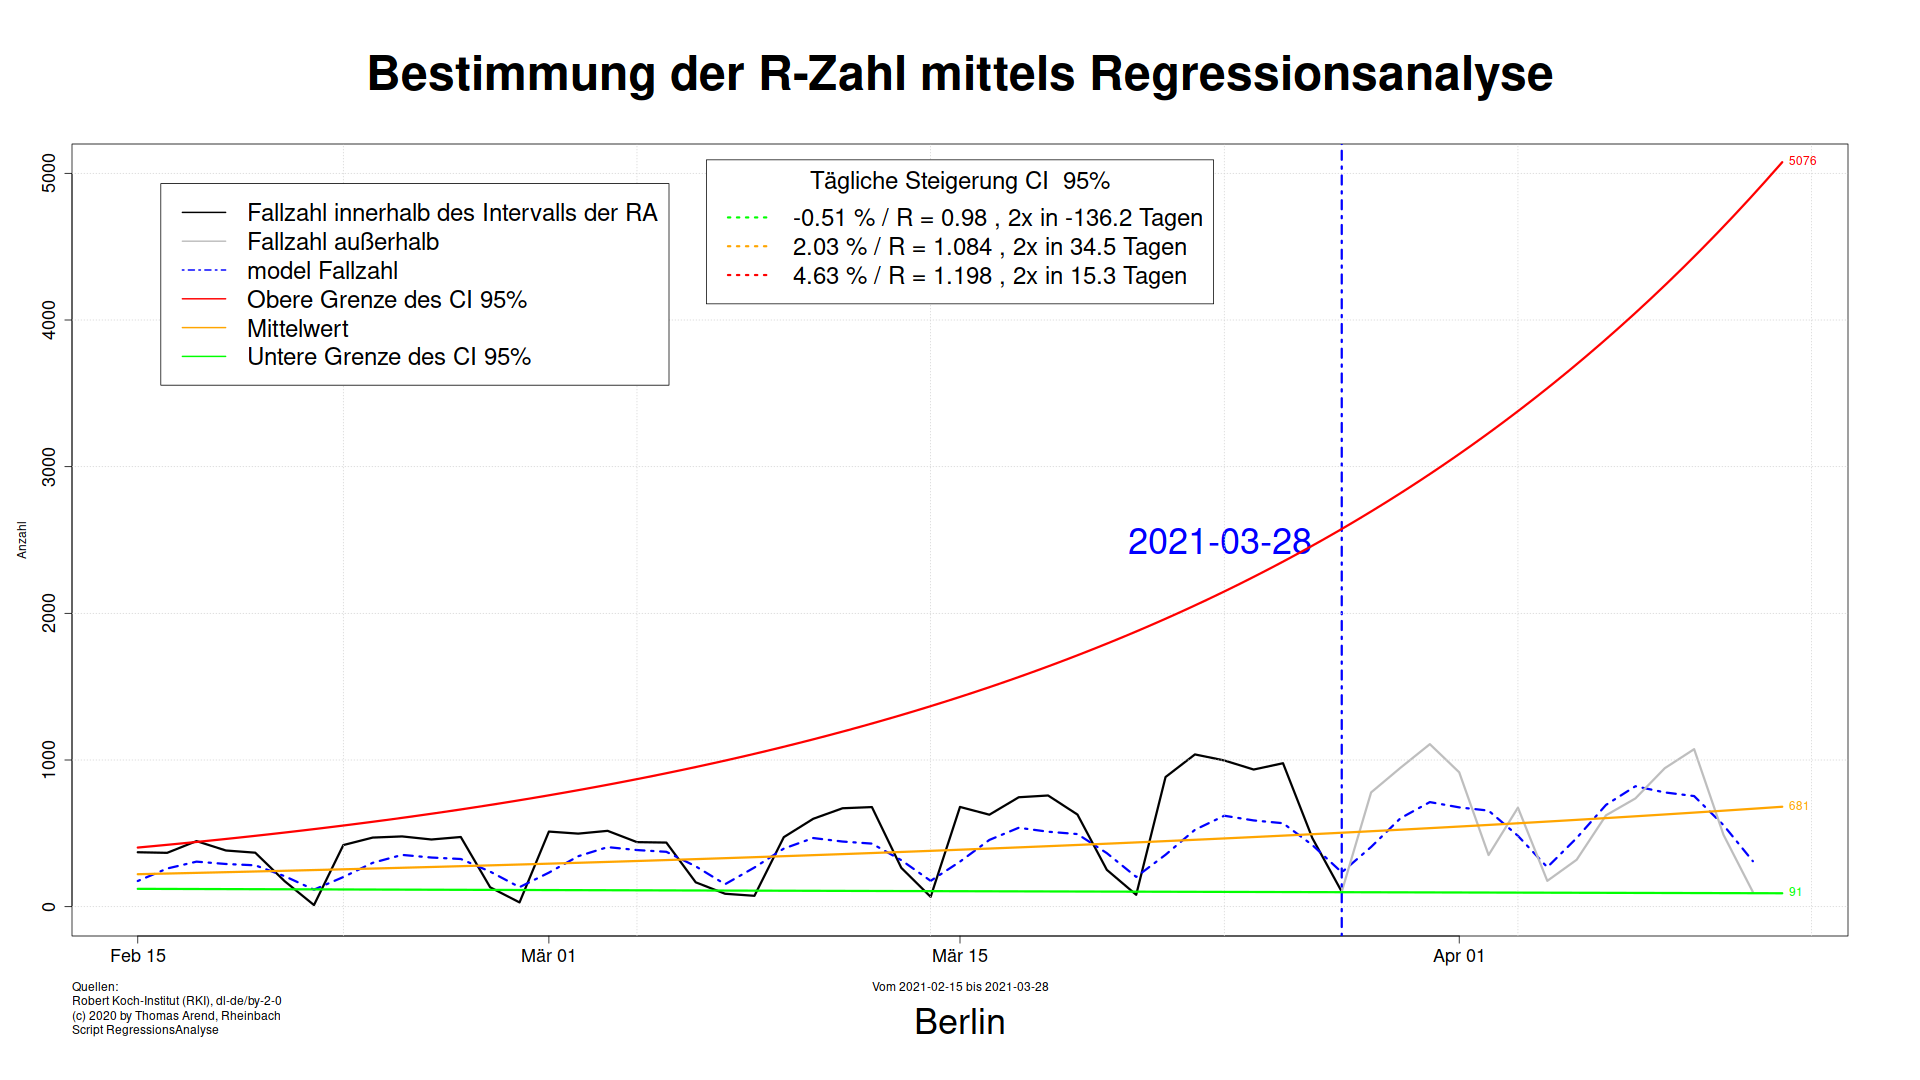 Bestimmung der R-Zahl mittels Regressionsanalyse
Fallzahl innerhalb des Intervalls der RA
Fallzahl außerhalb
model Fallzahl
Obere Grenze des CI 95%
Mittelwert
Untere Grenze des CI 95%
Tägliche Steigerung CI  95%
-0.51 % / R = 0.98 , 2x in -136.2 Tagen
2.03 % / R = 1.084 , 2x in 34.5 Tagen
4.63 % / R = 1.198 , 2x in 15.3 Tagen
5076
681
91
2021-03-28
Anzahl
5000
4000
3000
2000
1000
0
Feb 15
Mär 01
Mär 15
Apr 01
Quellen:
Robert Koch-Institut (RKI), dl-de/by-2-0
(c) 2020 by Thomas Arend, Rheinbach
Script RegressionsAnalyse
Vom 2021-02-15 bis 2021-03-28
Berlin